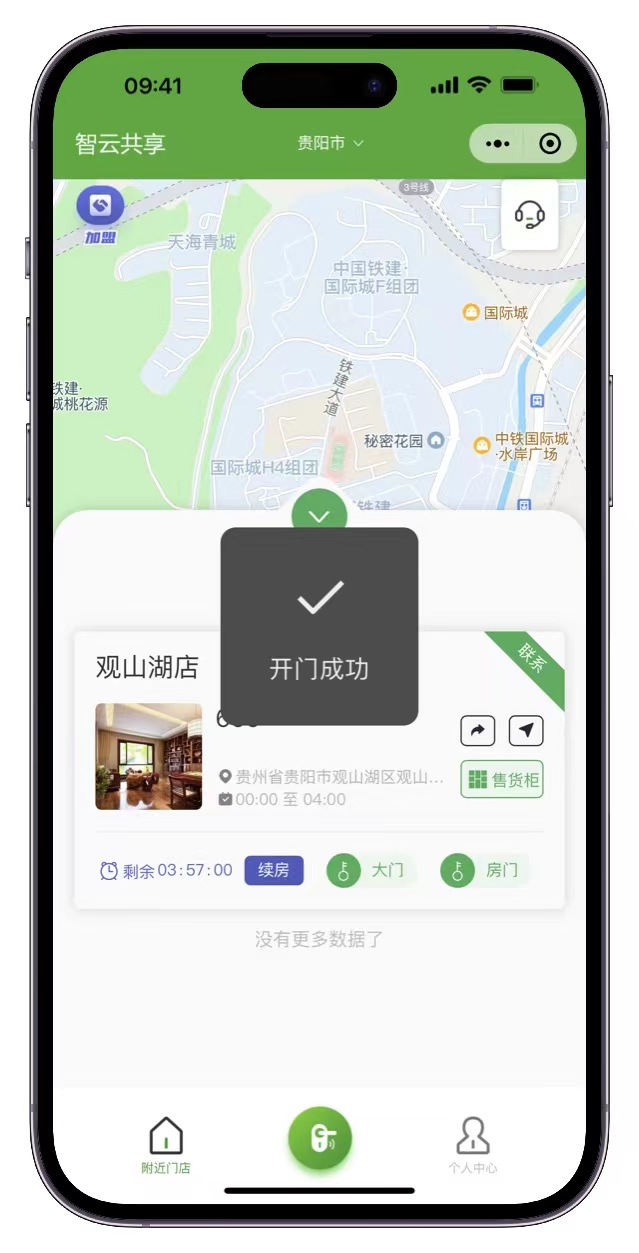 09:41
智云共享
贵阳市
加盟
3号线
天海青城
中国铁建·
国际城F组团
国际城
铁建·
城桃花源
铁建大道
秘密花园
中铁国际城
·水岸广场
国际城H4组团
开门成功
观山湖店
联系
贵州省贵阳市观山湖区观山...
00:00 至 04:00
售货柜
剩余03:57:00
续房
大门
房门
没有更多数据了
附近门店
个人中心